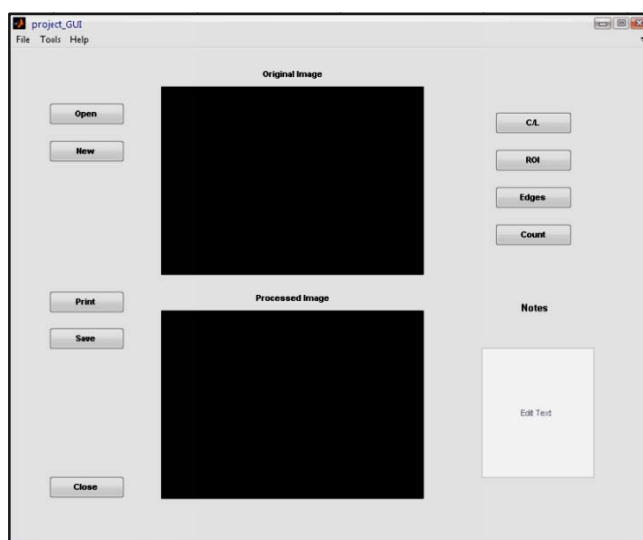 project_GUI
File Tools Help
Original Image
Open
New
C/L
ROI
Edges
Count
Print
Save
Processed Image
Notes
Edit Text
Close